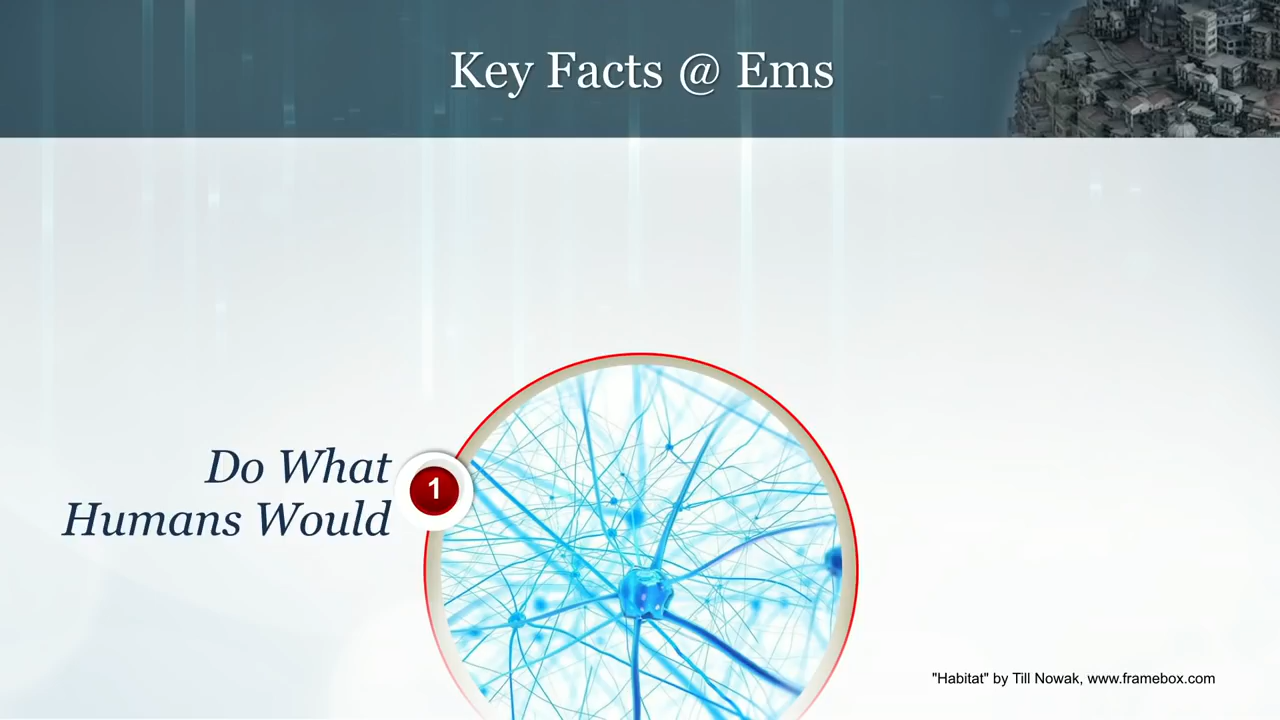 Key Facts @ Ems
Do What
Humans Would
1
"Habitat" by Till Nowak, www.framebox.com